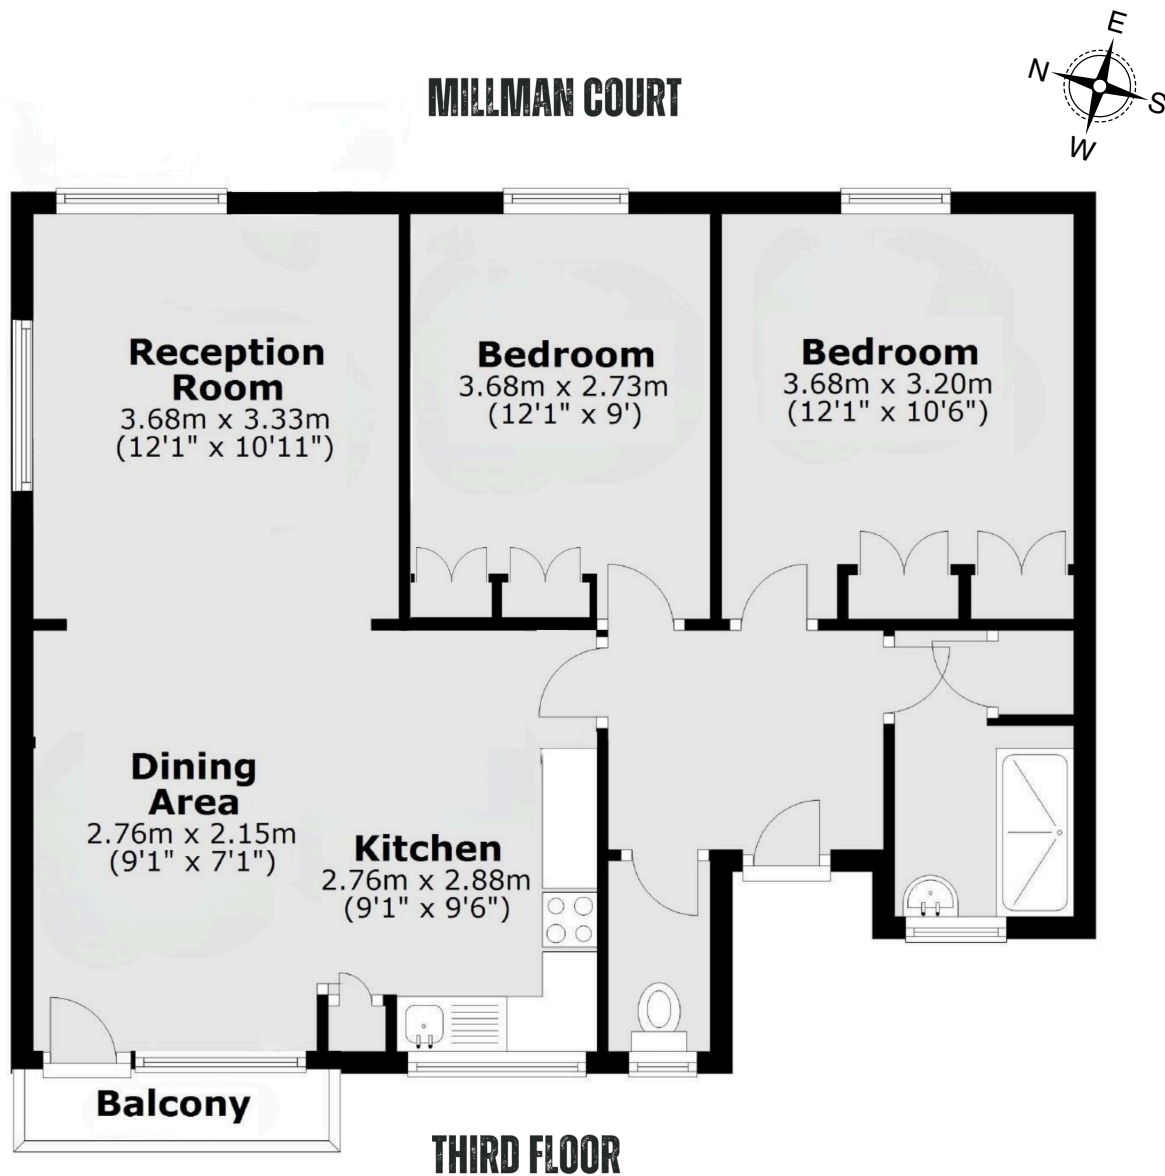 E
N
S
W
MILLMAN COURT
Reception
Room
3.68m x 3.33m
(12'1" x 10'11")
Bedroom
3.68m x 2.73m
(12'1" x 9')
Bedroom
3.68m x 3.20m
(12'1" x 10'6")
Dining
Area
2.76m x 2.15m
(9'1" x 7'1")
Kitchen
2.76m x 2.88m
(9'1" x 9'6")
Balcony
THIRD FLOOR